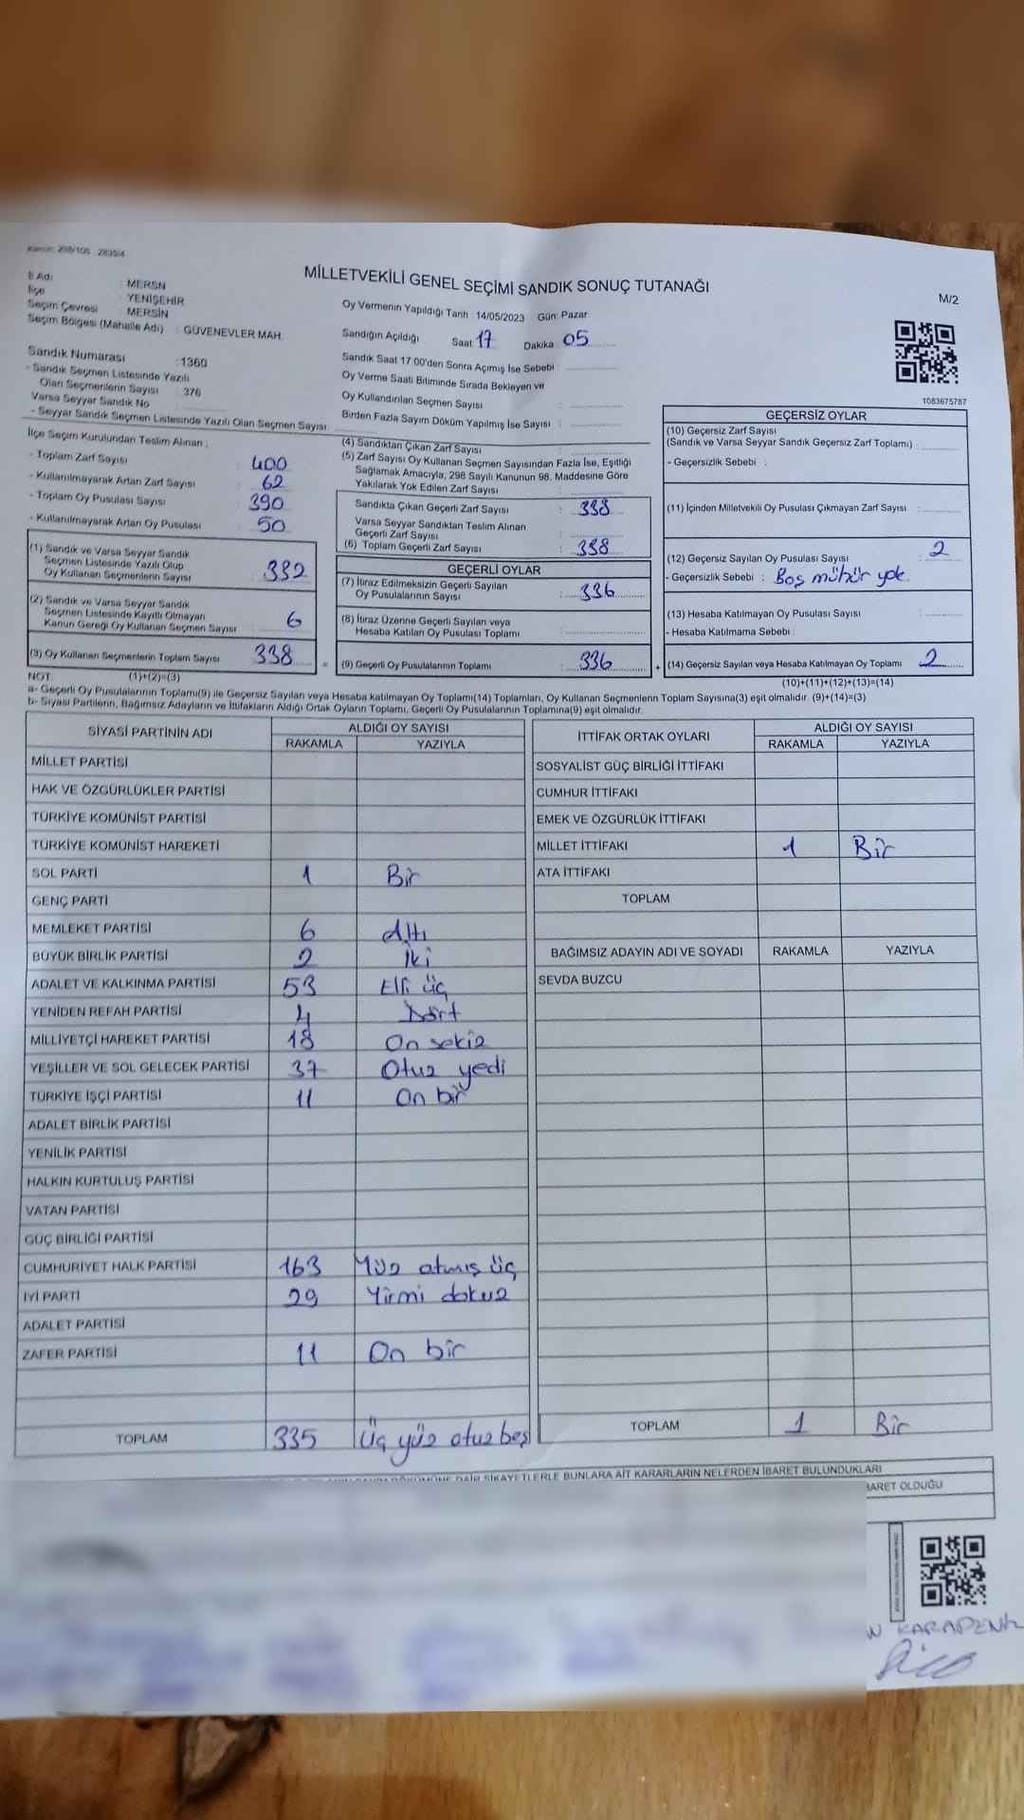 MİLLETVEKİLİ GENEL SEÇİMİ SANDIK SONUÇ TUTANAĞI
M/2
İl Adı : MERSİN
İlçe : YENİŞEHİR
Seçim Çevresi : MERSİN
Seçim Bölgesi (Mahalle Adı) : GÜVENEVLER MAH.
Sandık Numarası : 1360
- Sandık Seçmen Listesinde Yazılı
Olan Seçmenlerin Sayısı : 376
Varsa Seyyar Sandık No
- Seyyar Sandık Seçmen Listesinde Yazılı Olan Seçmen Sayısı :
Oy Vermenin Yapıldığı Tarih : 14/05/2023 Gün: Pazar
Sandığın Açıldığı Saat 17 Dakika 05
Sandık Saat 17:00'den Sonra Açımış İse Sebebi
Oy Verme Saati Bitiminde Sırada Bekleyen ve
Oy Kullandırılan Seçmen Sayısı :
Birden Fazla Sayım Döküm Yapılmış İse Sayısı :
1083675787
İlçe Seçim Kurulundan Teslim Alınan ;
- Toplam Zarf Sayısı 400
- Kullanılmayarak Artan Zarf Sayısı 62
- Toplam Oy Pusulası Sayısı 390
- Kullanılmayarak Artan Oy Pusulası 50
(1) Sandık ve Varsa Seyyar Sandık
Seçmen Listesinde Yazılı Olup
Oy Kullanan Seçmenlerin Sayısı 332
(2) Sandık ve Varsa Seyyar Sandık
Seçmen Listesinde Kayıtlı Olmayan
Kanun Gereği Oy Kullanan Seçmen Sayısı 6
(3) Oy Kullanan Seçmenlerin Toplam Sayısı 338
(4) Sandıktan Çıkan Zarf Sayısı :
(5) Zarf Sayısı Oy Kullanan Seçmen Sayısından Fazla İse, Eşitliği
Sağlamak Amacıyla, 298 Sayılı Kanunun 98. Maddesine Göre
Yakılarak Yok Edilen Zarf Sayısı :
Sandıkta Çıkan Geçerli Zarf Sayısı : 338
Varsa Seyyar Sandıktan Teslim Alınan
Geçerli Zarf Sayısı :
(6) Toplam Geçerli Zarf Sayısı : 338
GEÇERLİ OYLAR
(7) İtiraz Edilmeksizin Geçerli Sayılan
Oy Pusulalarının Sayısı : 336
(8) İtiraz Üzerine Geçerli Sayılan veya
Hesaba Katılan Oy Pusulası Toplamı :
(9) Geçerli Oy Pusulalarının Toplamı : 336
GEÇERSİZ OYLAR
(10) Geçersiz Zarf Sayısı
(Sandık ve Varsa Seyyar Sandık Geçersiz Zarf Toplamı) :
- Geçersizlik Sebebi :
(11) İçinden Milletvekili Oy Pusulası Çıkmayan Zarf Sayısı :
(12) Geçersiz Sayılan Oy Pusulası Sayısı : 2
- Geçersizlik Sebebi : Boş mühür yok.
(13) Hesaba Katılmayan Oy Pusulası Sayısı :
- Hesaba Katılmama Sebebi :
(14) Geçersiz Sayılan veya Hesaba Katılmayan Oy Toplamı : 2
NOT: (1)+(2)=(3)
(10)+(11)+(12)+(13)=(14)
a- Geçerli Oy Pusulalarının Toplamı(9) ile Geçersiz Sayılan veya Hesaba katılmayan Oy Toplamı(14) Toplamları, Oy Kullanan Seçmenlerin Toplam Sayısına(3) eşit olmalıdır. (9)+(14)=(3)
b- Siyasi Partilerin, Bağımsız Adayların ve İttifakların Aldığı Ortak Oyların Toplamı, Geçerli Oy Pusulalarının Toplamına(9) eşit olmalıdır.
SİYASİ PARTİNİN ADI
ALDIĞI OY SAYISI
RAKAMLA YAZIYLA
MİLLET PARTİSİ
HAK VE ÖZGÜRLÜKLER PARTİSİ
TÜRKİYE KOMÜNİST PARTİSİ
TÜRKİYE KOMÜNİST HAREKETİ
SOL PARTİ 1 Bir
GENÇ PARTİ
MEMLEKET PARTİSİ 6 Altı
BÜYÜK BİRLİK PARTİSİ 2 İki
ADALET VE KALKINMA PARTİSİ 53 Elli üç
YENİDEN REFAH PARTİSİ 4 Dört
MİLLİYETÇİ HAREKET PARTİSİ 18 On sekiz
YEŞİLLER VE SOL GELECEK PARTİSİ 37 Otuz yedi
TÜRKİYE İŞÇİ PARTİSİ 11 On bir
ADALET BİRLİK PARTİSİ
YENİLİK PARTİSİ
HALKIN KURTULUŞ PARTİSİ
VATAN PARTİSİ
GÜÇ BİRLİĞİ PARTİSİ
CUMHURİYET HALK PARTİSİ 163 Yüz atmış üç
İYİ PARTİ 29 Yirmi dokuz
ADALET PARTİSİ
ZAFER PARTİSİ 11 On bir
TOPLAM 335 Üç yüz otuz beş
İTTİFAK ORTAK OYLARI
ALDIĞI OY SAYISI
RAKAMLA YAZIYLA
SOSYALİST GÜÇ BİRLİĞİ İTTİFAKI
CUMHUR İTTİFAKI
EMEK VE ÖZGÜRLÜK İTTİFAKI
MİLLET İTTİFAKI 1 Bir
ATA İTTİFAKI
TOPLAM
BAĞIMSIZ ADAYIN ADI VE SOYADI RAKAMLA YAZIYLA
SEVDA BUZCU
TOPLAM 1 Bir
DAİR ŞİKAYETLERLE BUNLARA AİT KARARLARIN NELERDEN İBARET BULUNDUKLARI
BARET OLDUĞU